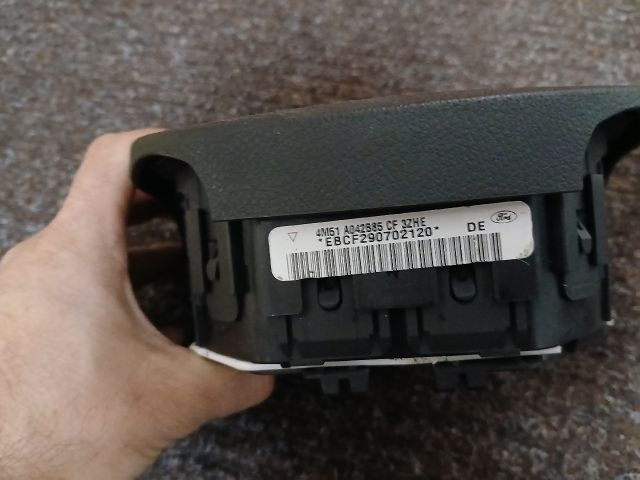 4M51 A042B85 CF 3ZHE
*EBCF290702120* DE
Ford